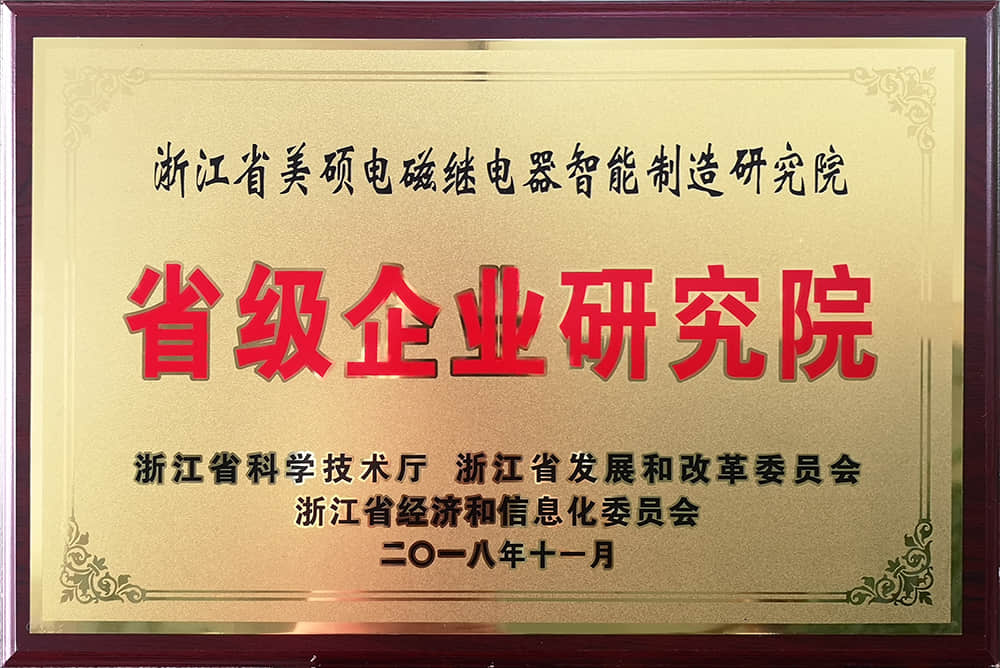 浙江省美硕电磁继电器智能制造研究院
省级企业研究院
浙江省科学技术厅 浙江省发展和改革委员会
浙江省经济和信息化委员会
二〇一八年十一月